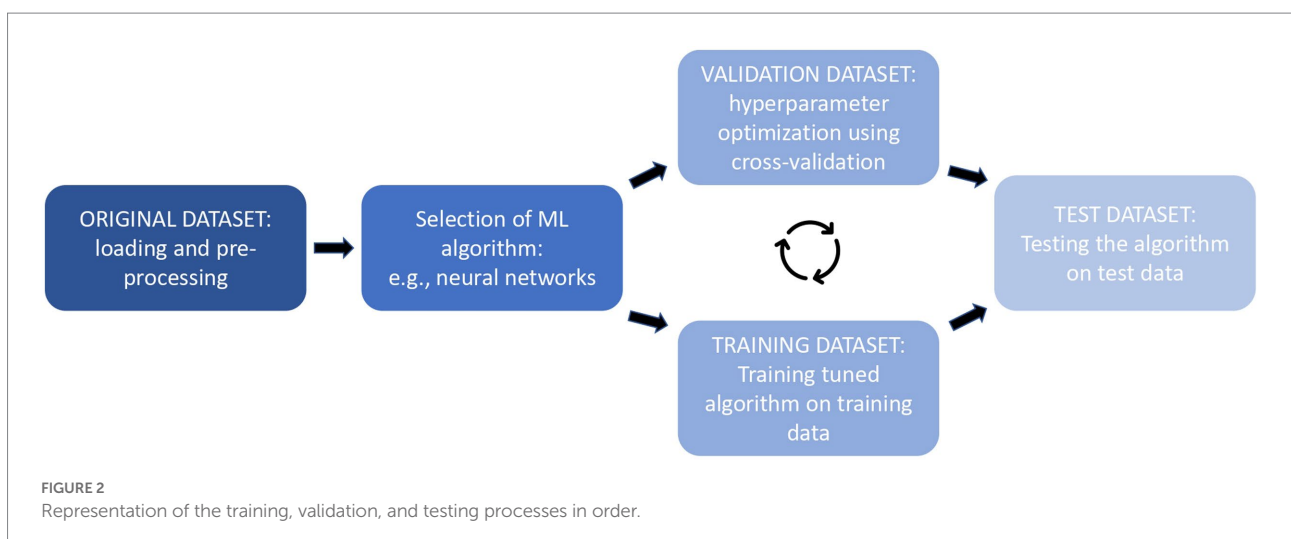 ORIGINAL DATASET:
loading and pre-
processing
Selection of ML
algorithm:
e.g., neural networks
VALIDATION DATASET:
hyperparameter
optimization using
cross-validation
TRAINING DATASET:
Training tuned
algorithm on training
data
TEST DATASET:
Testing the algorithm
on test data
FIGURE 2
Representation of the training, validation, and testing processes in order.